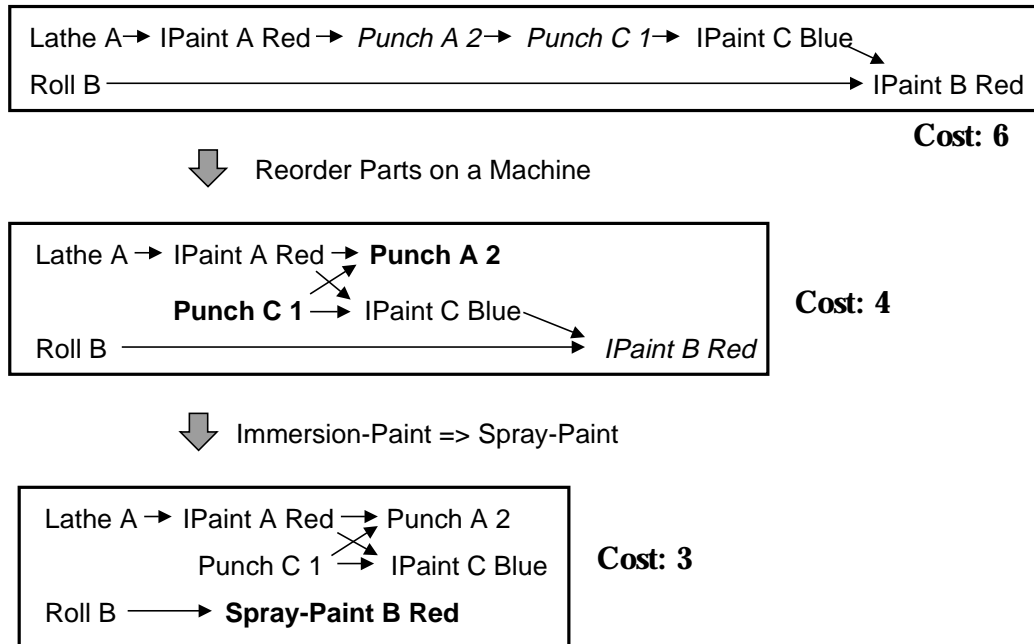 Lathe A IPaint A Red Punch A 2 Punch C 1 IPaint C Blue
Roll B IPaint B Red
Cost: 6
Reorder Parts on a Machine
Lathe A IPaint A Red Punch A 2
Punch C 1 IPaint C Blue
Cost: 4
Roll B IPaint B Red
Immersion-Paint => Spray-Paint
Lathe A IPaint A Red Punch A 2
Punch C 1 IPaint C Blue
Cost: 3
Roll B Spray-Paint B Red